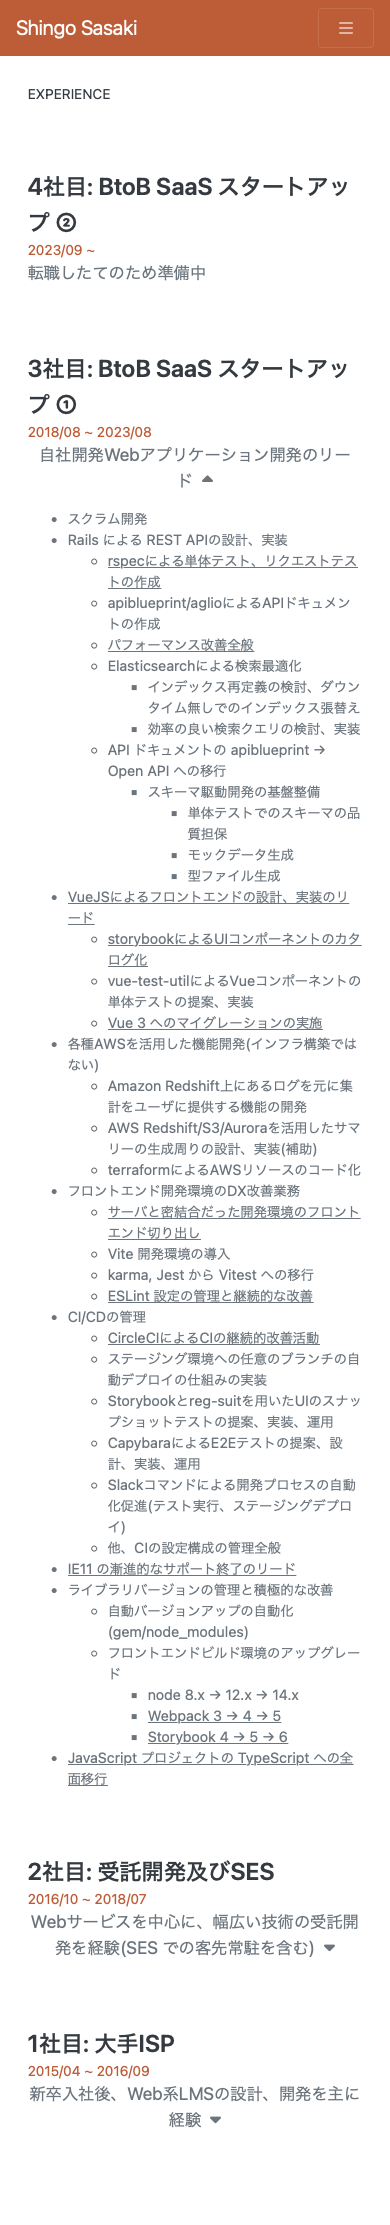 Shingo Sasaki
EXPERIENCE
4社目: BtoB SaaS スタートアッ
プ ②
2023/09 ~
転職したてのため準備中
3社目: BtoB SaaS スタートアッ
プ ①
2018/08 ~ 2023/08
自社開発Webアプリケーション開発のリー
ド
スクラム開発
Rails による REST APIの設計、実装
rspecによる単体テスト、リクエストテス
トの作成
apiblueprint/aglioによるAPIドキュメン
トの作成
パフォーマンス改善全般
Elasticsearchによる検索最適化
インデックス再定義の検討、ダウン
タイム無しでのインデックス張替え
効率の良い検索クエリの検討、実装
API ドキュメントの apiblueprint →
Open API への移行
スキーマ駆動開発の基盤整備
単体テストでのスキーマの品
質担保
モックデータ生成
型ファイル生成
VueJSによるフロントエンドの設計、実装のリ
ード
storybookによるUIコンポーネントのカタ
ログ化
vue-test-utilによるVueコンポーネントの
単体テストの提案、実装
Vue 3 へのマイグレーションの実施
各種AWSを活用した機能開発(インフラ構築では
ない)
Amazon Redshift上にあるログを元に集
計をユーザに提供する機能の開発
AWS Redshift/S3/Auroraを活用したサマ
リーの生成周りの設計、実装(補助)
terraformによるAWSリソースのコード化
フロントエンド開発環境のDX改善業務
サーバと密結合だった開発環境のフロント
エンド切り出し
Vite 開発環境の導入
karma, Jest から Vitest への移行
ESLint 設定の管理と継続的な改善
CI/CDの管理
CircleCIによるCIの継続的改善活動
ステージング環境への任意のブランチの自
動デプロイの仕組みの実装
Storybookとreg-suitを用いたUIのスナッ
プショットテストの提案、実装、運用
CapybaraによるE2Eテストの提案、設
計、実装、運用
Slackコマンドによる開発プロセスの自動
化促進(テスト実行、ステージングデプロ
イ)
他、CIの設定構成の管理全般
IE11 の漸進的なサポート終了のリード
ライブラリバージョンの管理と積極的な改善
自動バージョンアップの自動化
(gem/node_modules)
フロントエンドビルド環境のアップグレー
ド
node 8.x → 12.x → 14.x
Webpack 3 → 4 → 5
Storybook 4 → 5 → 6
JavaScript プロジェクトの TypeScript への全
面移行
2社目: 受託開発及びSES
2016/10 ~ 2018/07
Webサービスを中心に、幅広い技術の受託開
発を経験(SES での客先常駐を含む)
1社目: 大手ISP
2015/04 ~ 2016/09
新卒入社後、Web系LMSの設計、開発を主に
経験